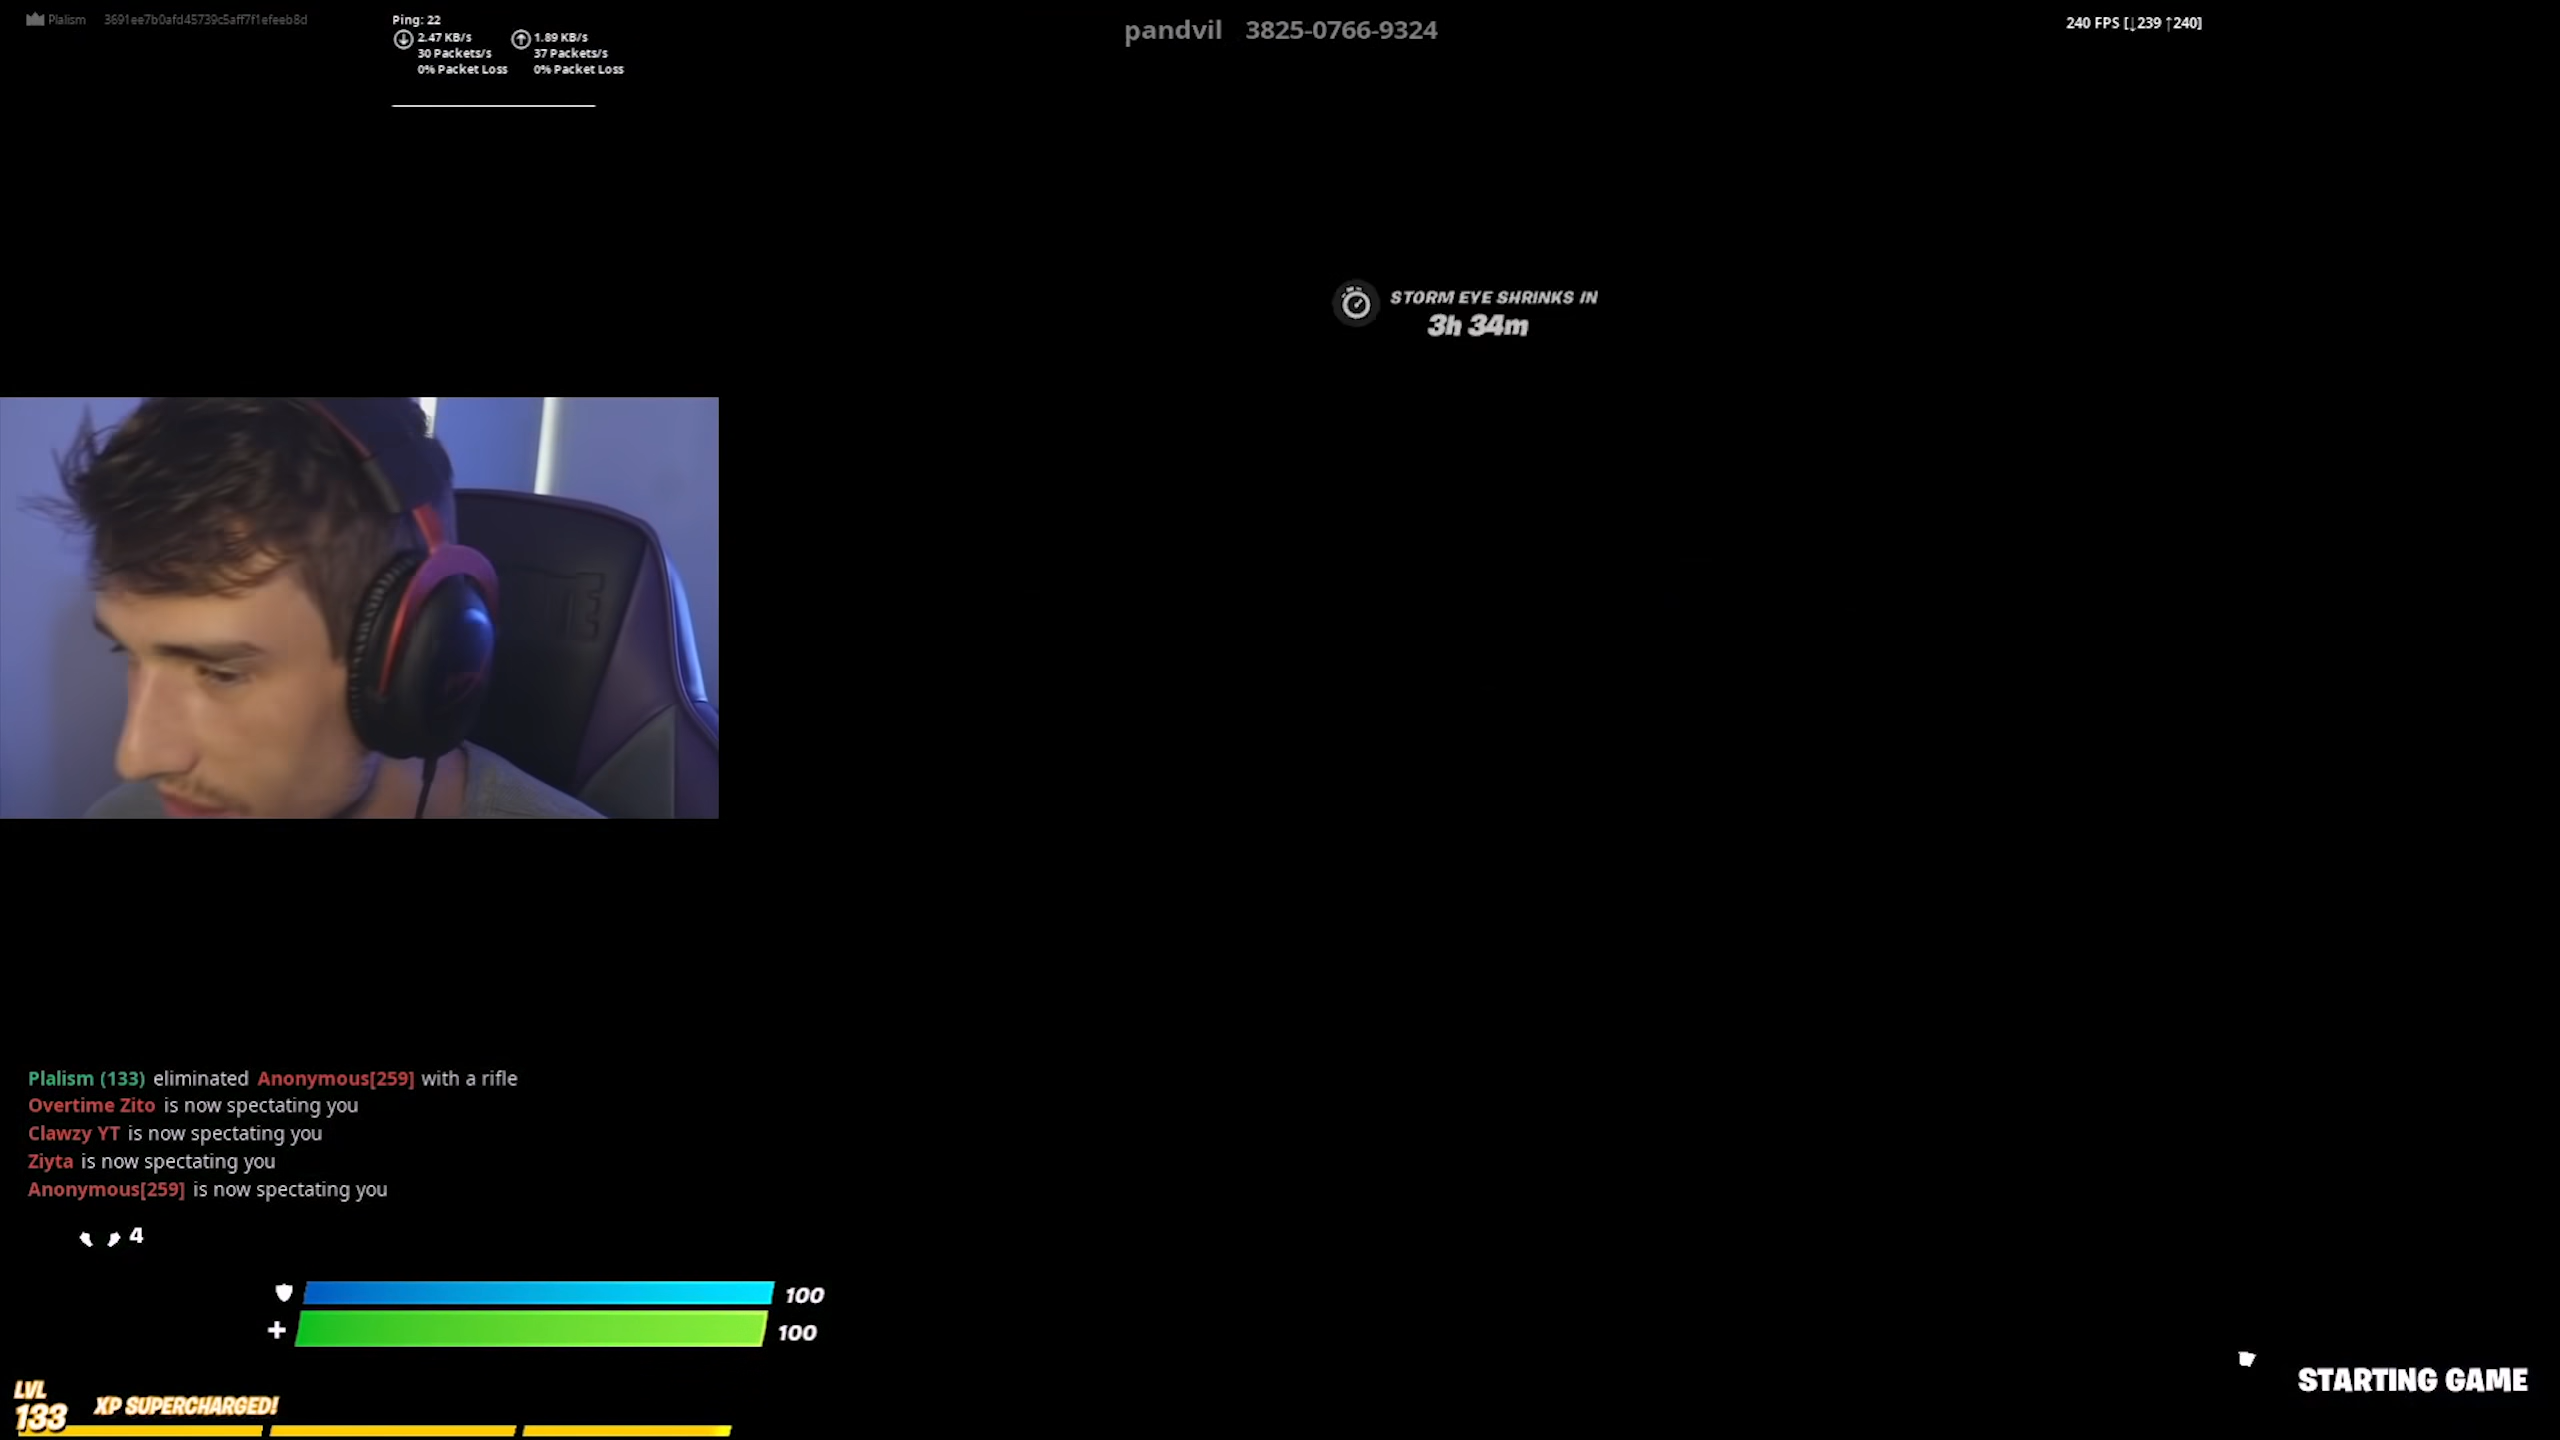 Plalism 3691ee7b0afd45739c5aff7f1efeeb8d
Ping: 22
2.47 KB/s 1.89 KB/s
30 Packets/s 37 Packets/s
0% Packet Loss 0% Packet Loss
pandvil 3825-0766-9324
240 FPS [↓239 ↑240]
STORM EYE SHRINKS IN
3h 34m
Plalism (133) eliminated Anonymous[259] with a rifle
Overtime Zito is now spectating you
Clawzy YT is now spectating you
Ziyta is now spectating you
Anonymous[259] is now spectating you
4
100
100
LVL
133
XP SUPERCHARGED!
STARTING GAME